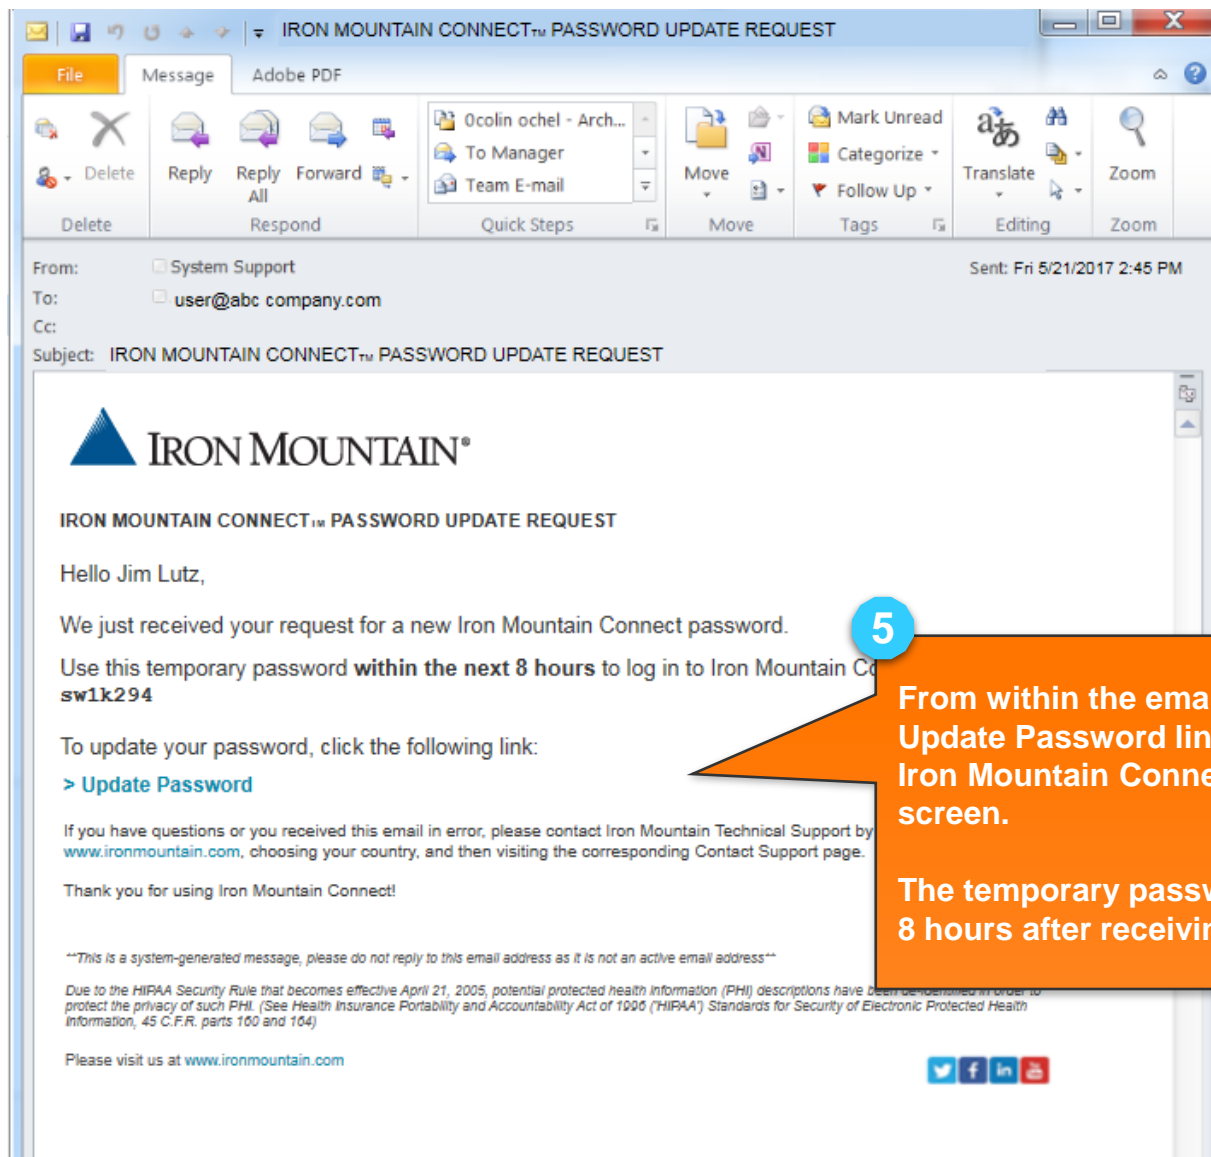 IRON MOUNTAIN CONNECT™ PASSWORD UPDATE REQUEST
File Message Adobe PDF
Delete
Reply
Reply All
Forward
0colin ochel - Arch...
To Manager
Team E-mail
Move
Mark Unread
Categorize
Follow Up
Translate
Zoom
Delete Respond Quick Steps Move Tags Editing Zoom
From: System Support
Sent: Fri 5/21/2017 2:45 PM
To: user@abc company.com
Cc:
Subject: IRON MOUNTAIN CONNECT™ PASSWORD UPDATE REQUEST
IRON MOUNTAIN®
IRON MOUNTAIN CONNECT™ PASSWORD UPDATE REQUEST
Hello Jim Lutz,
We just received your request for a new Iron Mountain Connect password.
Use this temporary password within the next 8 hours to log in to Iron Mountain
sw1k294
To update your password, click the following link:
> Update Password
If you have questions or you received this email in error, please contact Iron Mountain Technical Support by
www.ironmountain.com, choosing your country, and then visiting the corresponding Contact Support page.
Thank you for using Iron Mountain Connect!
5
From within the
Update Password
Iron Mountain
screen.
The temporary
8 hours after
**This is a system-generated message, please do not reply to this email address as it is not an active email address**
Due to the HIPAA Security Rule that becomes effective April 21, 2005, potential protected health information (PHI) descriptions have been de-identified in order to
protect the privacy of such PHI. (See Health Insurance Portability and Accountability Act of 1996 ('HIPAA') Standards for Security of Electronic Protected Health
Information, 45 C.F.R. parts 160 and 164)
Please visit us at www.ironmountain.com